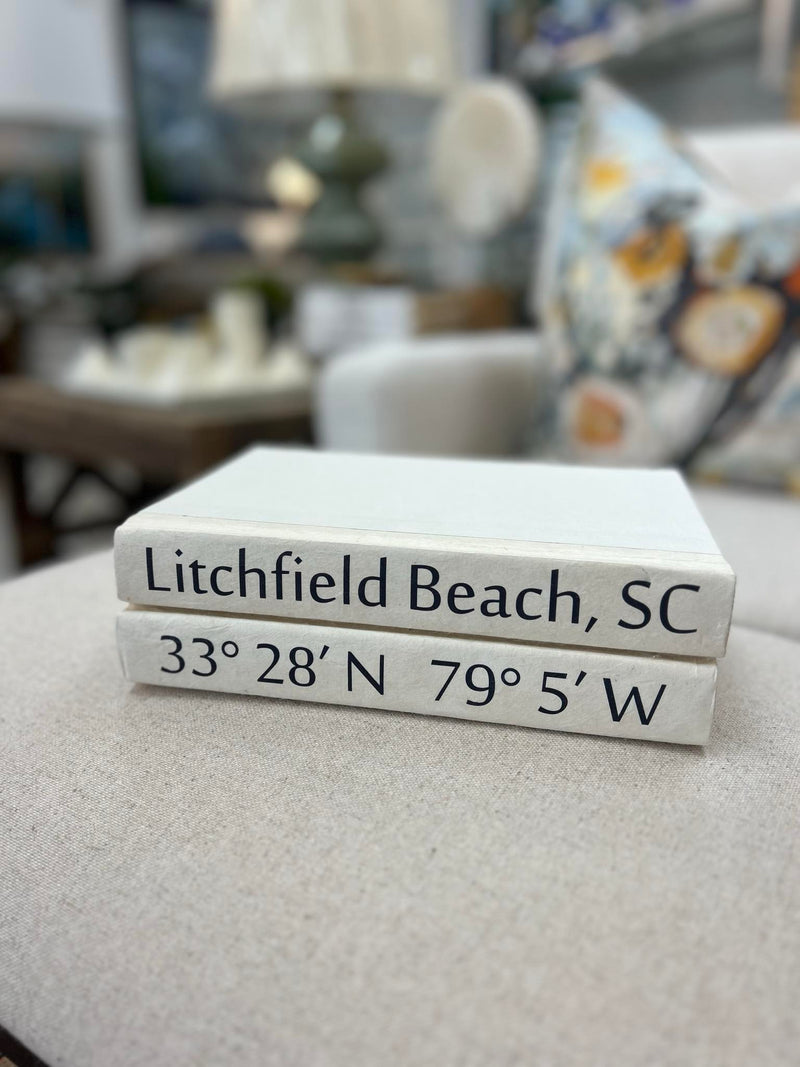 Litchfield Beach, SC
33° 28′ N 79° 5′ W